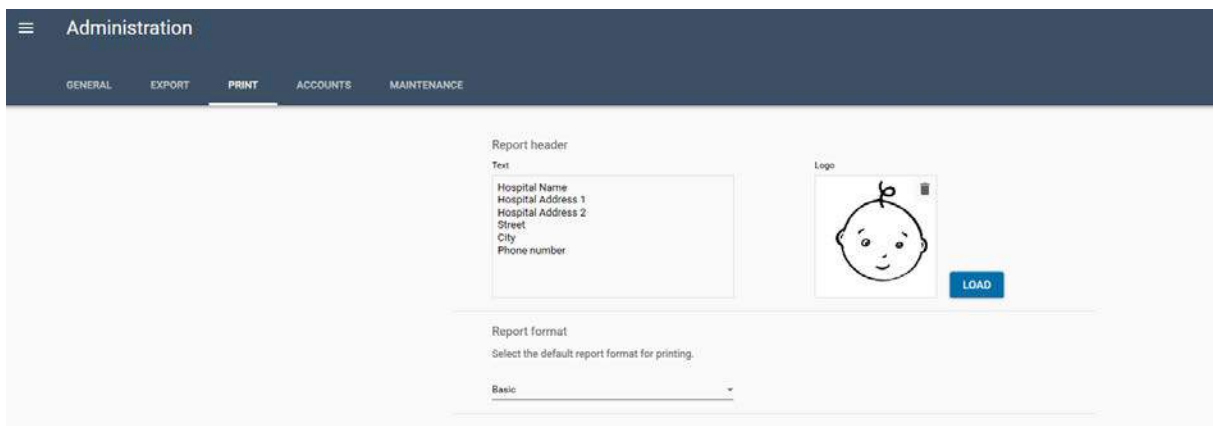 Administration
GENERAL EXPORT PRINT ACCOUNTS MAINTENANCE
Report header
Text
Hospital Name
Hospital Address 1
Hospital Address 2
Street
City
Phone number
Logo
LOAD
Report format
Select the default report format for printing.
Basic